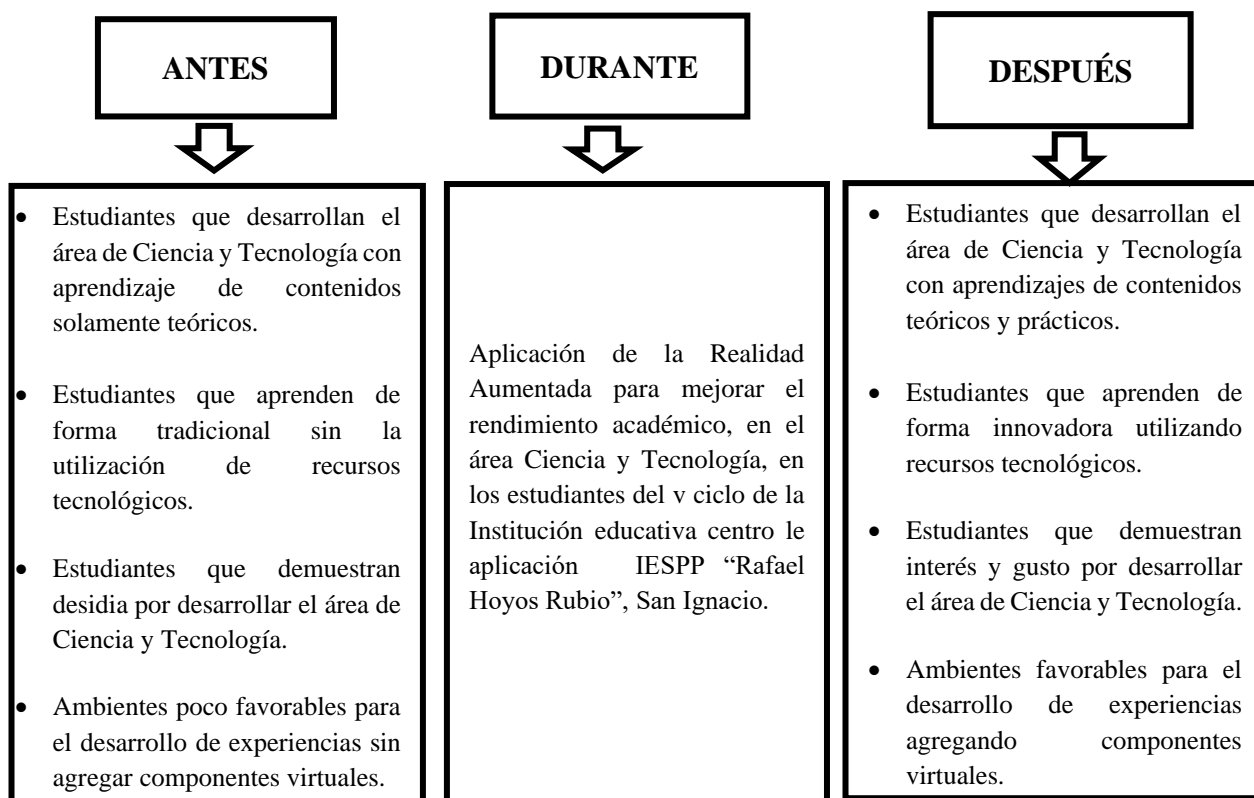 ANTES
• Estudiantes que desarrollan el
área de Ciencia y Tecnología con
aprendizaje de contenidos
solamente teóricos.
• Estudiantes que aprenden de
forma tradicional sin la
utilización de recursos
tecnológicos.
• Estudiantes que demuestran
desidia por desarrollar el área de
Ciencia y Tecnología.
• Ambientes poco favorables para
el desarrollo de experiencias sin
agregar componentes virtuales.
DURANTE
Aplicación de la Realidad
Aumentada para mejorar el
rendimiento académico, en el
área Ciencia y Tecnología, en
los estudiantes del v ciclo de la
Institución educativa centro le
aplicación IESPP “Rafael
Hoyos Rubio”, San Ignacio.
DESPUÉS
• Estudiantes que desarrollan el
área de Ciencia y Tecnología
con aprendizajes de contenidos
teóricos y prácticos.
• Estudiantes que aprenden de
forma innovadora utilizando
recursos tecnológicos.
• Estudiantes que demuestran
interés y gusto por desarrollar
el área de Ciencia y Tecnología.
• Ambientes favorables para el
desarrollo de experiencias
agregando componentes
virtuales.